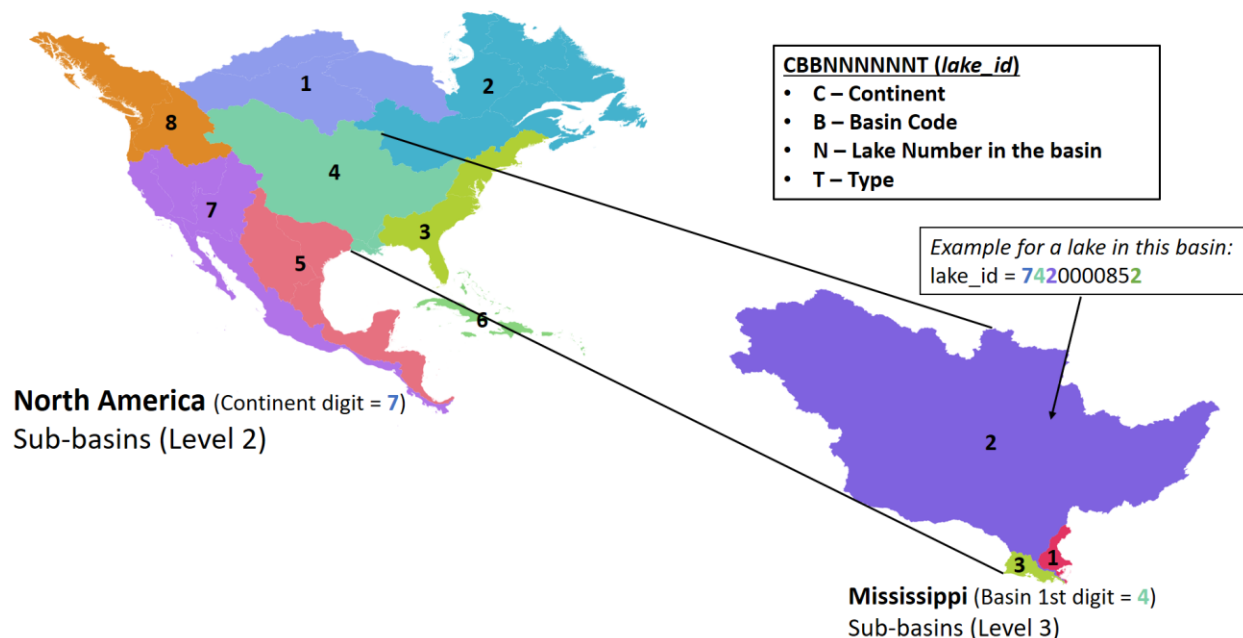 1
2
8
4
7
3
5
6
North America (Continent digit = 7)
Sub-basins (Level 2)
CBBNNNNNNT (lake_id)
• C – Continent
• B – Basin Code
• N – Lake Number in the basin
• T – Type
Example for a lake in this basin:
lake_id = 7420000852
2
3
1
Mississippi (Basin 1st digit = 4)
Sub-basins (Level 3)